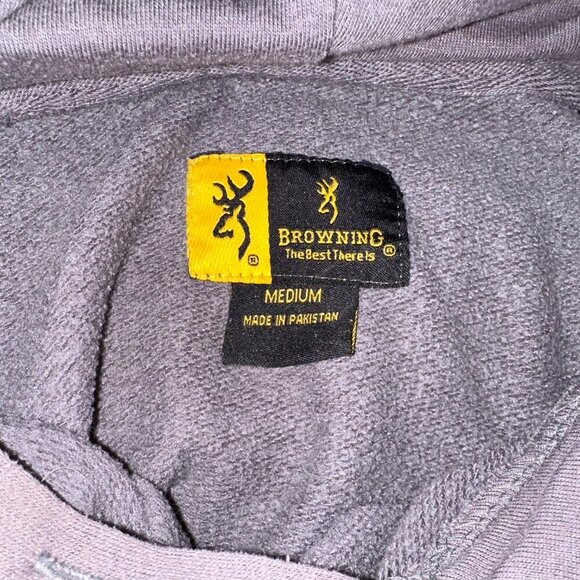 BROWNING®
The Best There Is
®
MEDIUM
MADE IN PAKISTAN